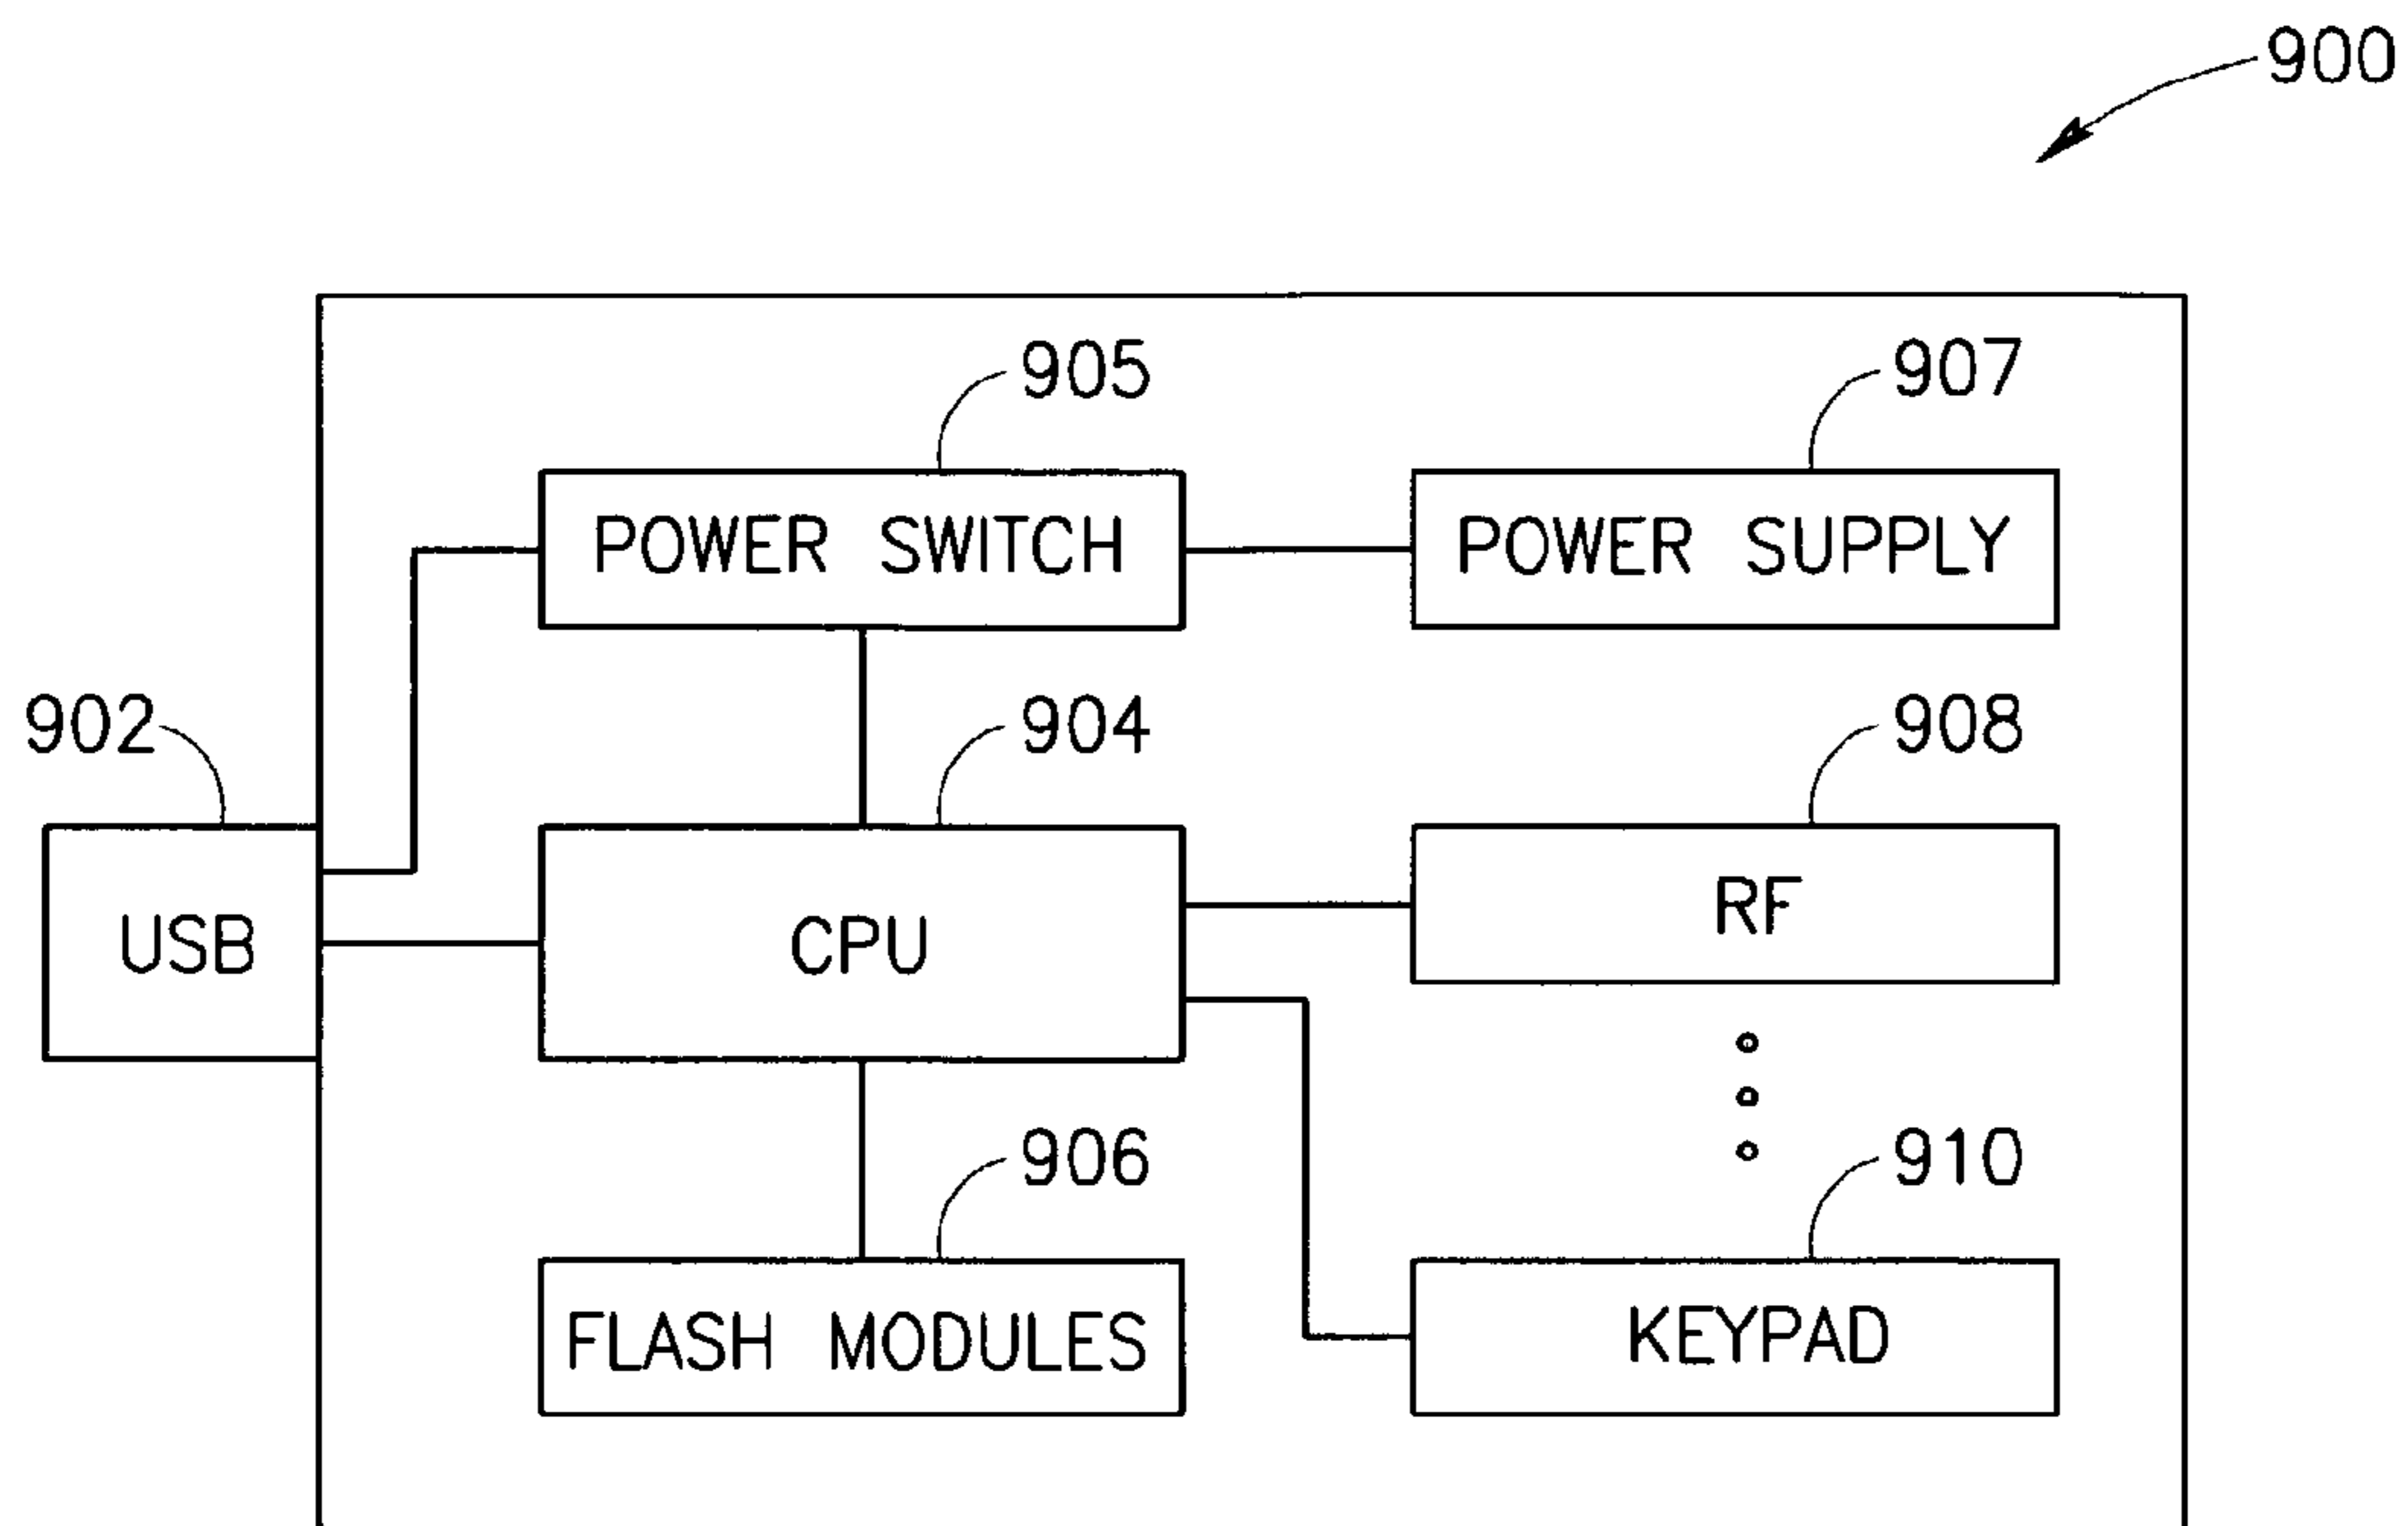 900
905
907
POWER SWITCH
POWER SUPPLY
902
904
908
USB
CPU
RF
906
910
FLASH MODULES
KEYPAD